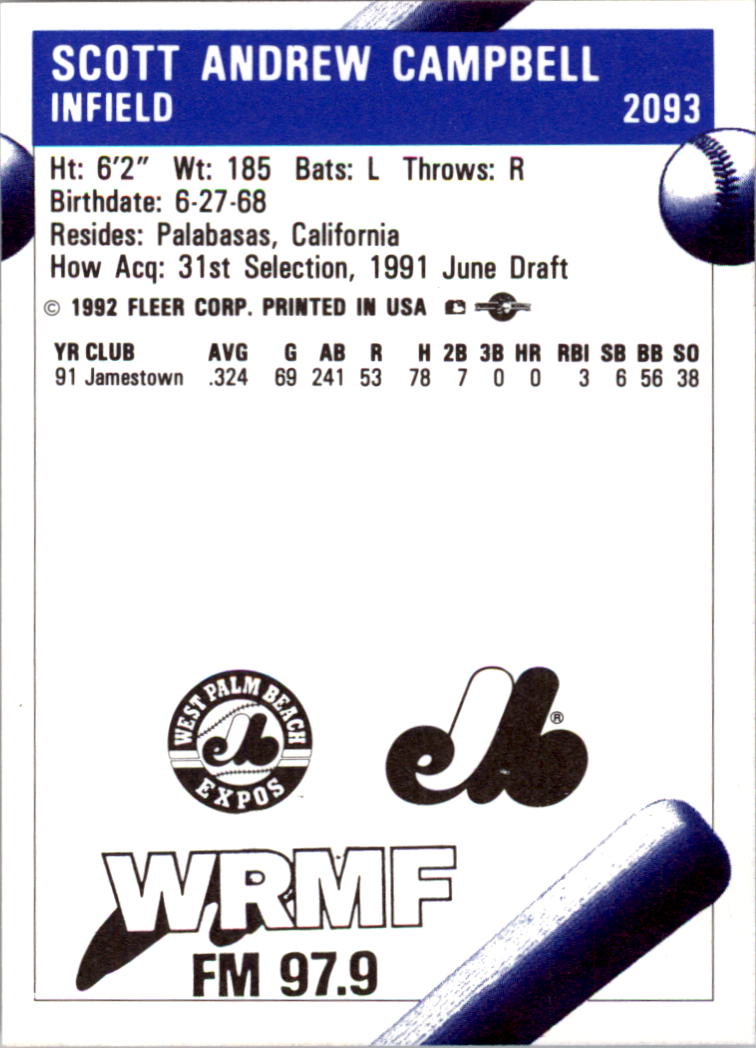 SCOTT ANDREW CAMPBELL
INFIELD 2093
Ht: 6'2" Wt: 185 Bats: L Throws: R
Birthdate: 6-27-68
Resides: Palabasas, California
How Acq: 31st Selection, 1991 June Draft
© 1992 FLEER CORP. PRINTED IN USA
YR CLUB AVG G AB R H 2B 3B HR RBI SB BB SO
91 Jamestown .324 69 241 53 78 7 0 0 3 6 56 38
WEST PALM BEACH
EXPOS
®
WRMF
FM 97.9